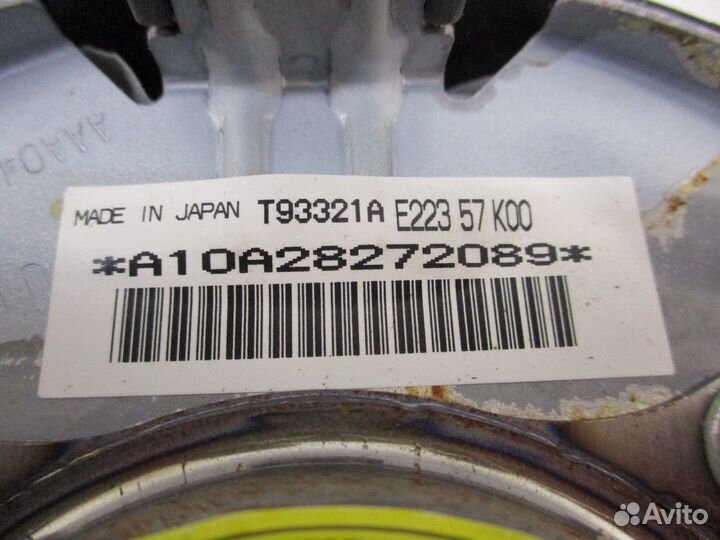 MADE IN JAPAN T93321A E223 57 K00
*A10A28272089*
Avito